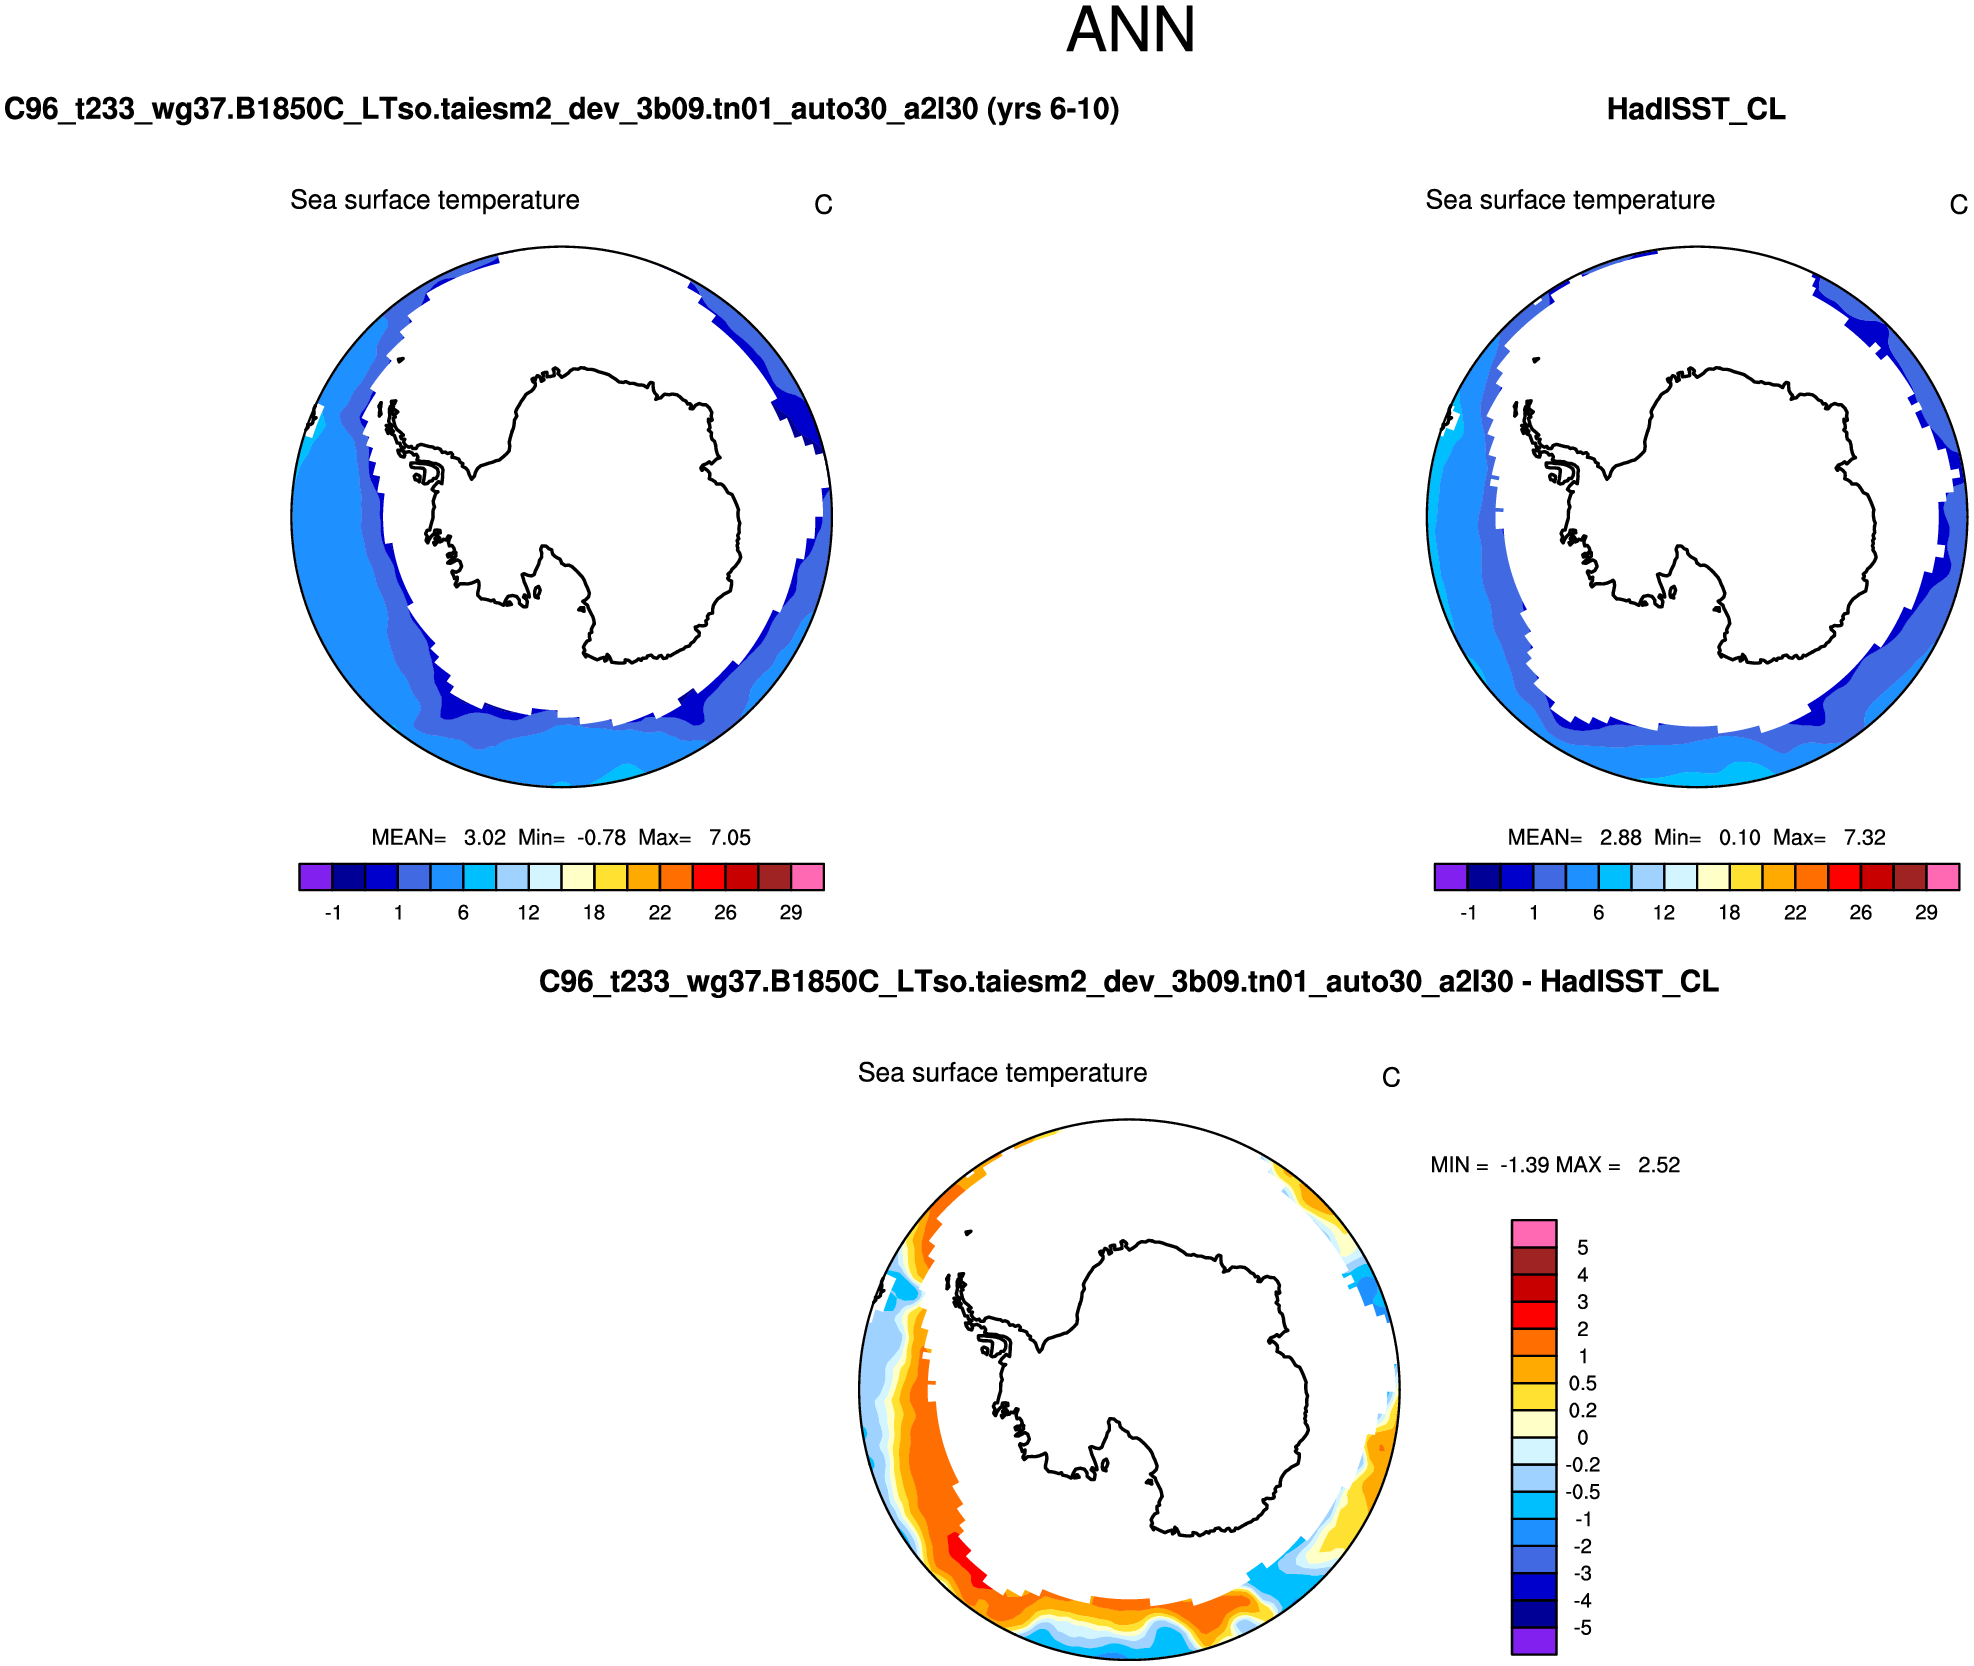 ANN
C96_t233_wg37.B1850C_LTso.taiesm2_dev_3b09.tn01_auto30_a2l30 (yrs 6-10)
HadISST_CL
Sea surface temperature C
Sea surface temperature C
MEAN= 3.02 Min= -0.78 Max= 7.05
MEAN= 2.88 Min= 0.10 Max= 7.32
-1 1 6 12 18 22 26 29
-1 1 6 12 18 22 26 29
C96_t233_wg37.B1850C_LTso.taiesm2_dev_3b09.tn01_auto30_a2l30 - HadISST_CL
Sea surface temperature C
MIN = -1.39 MAX = 2.52
5
4
3
2
1
0.5
0.2
0
-0.2
-0.5
-1
-2
-3
-4
-5